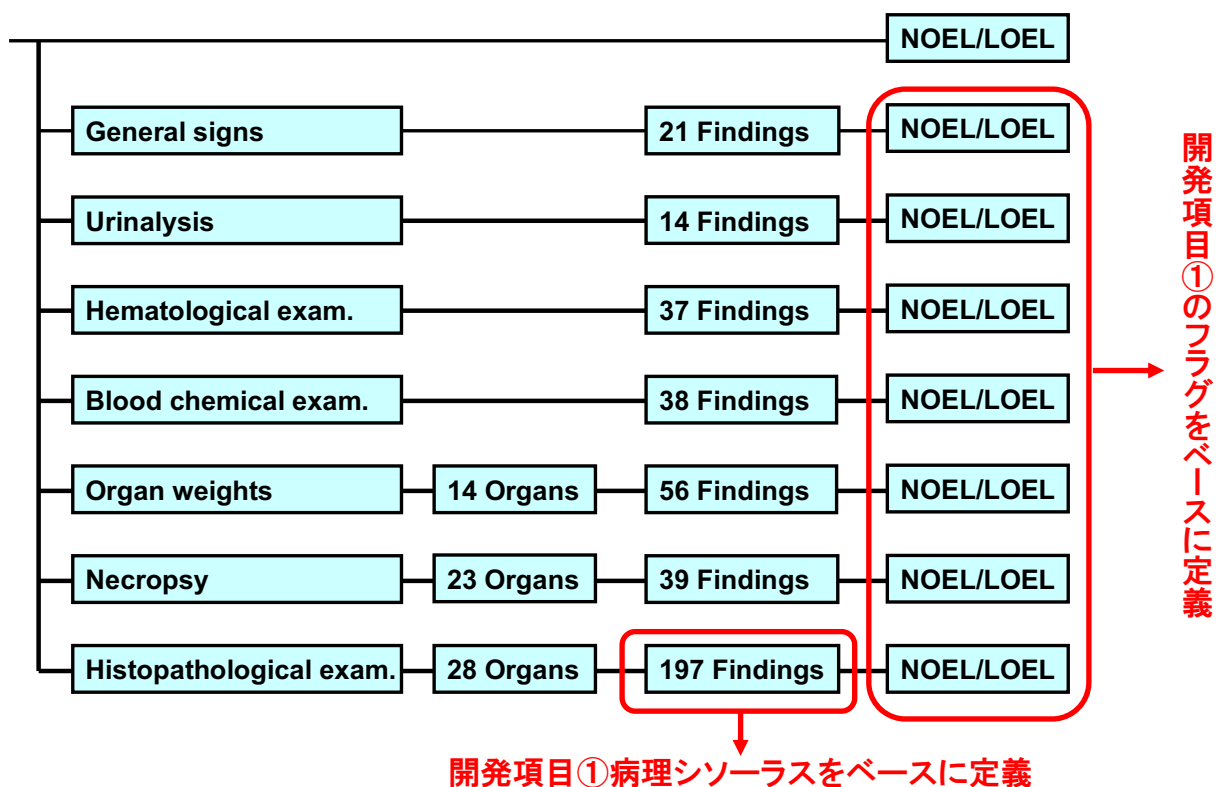 NOEL/LOEL
General signs 21 Findings NOEL/LOEL
Urinalysis 14 Findings NOEL/LOEL
Hematological exam. 37 Findings NOEL/LOEL
Blood chemical exam. 38 Findings NOEL/LOEL
Organ weights 14 Organs 56 Findings NOEL/LOEL
Necropsy 23 Organs 39 Findings NOEL/LOEL
Histopathological exam. 28 Organs 197 Findings NOEL/LOEL
開発項目①のフラグをベースに定義
開発項目①病理シソーラスをベースに定義